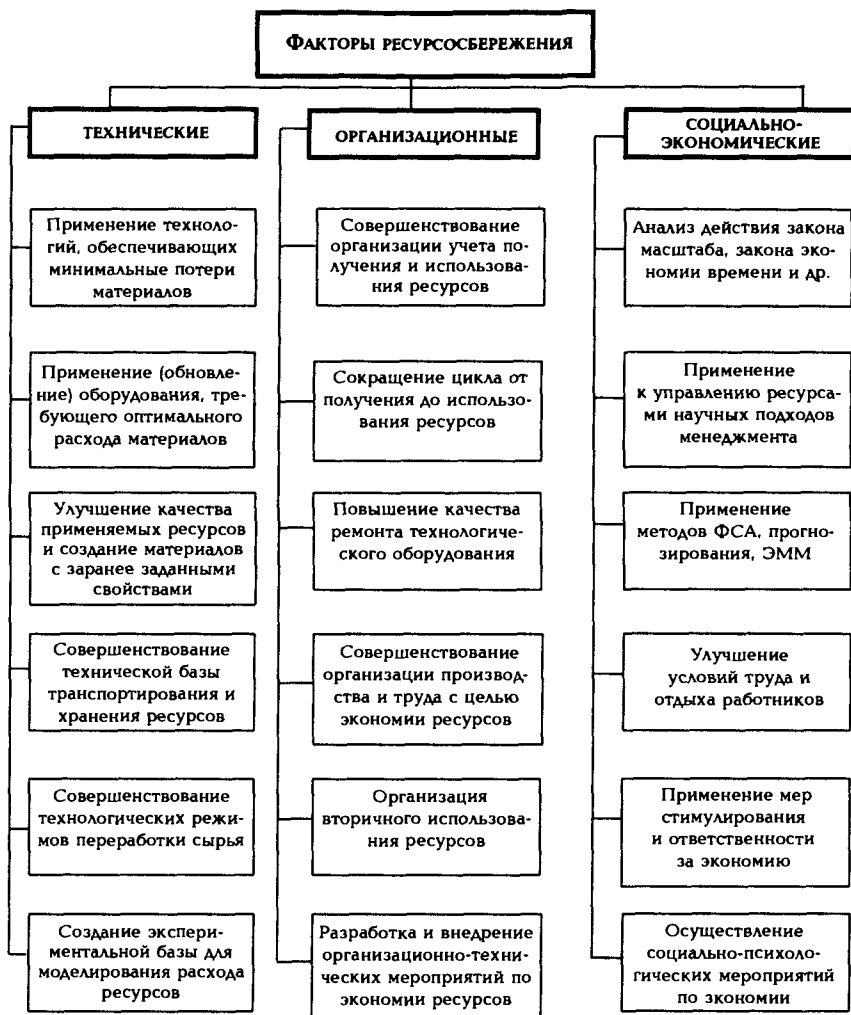 ФАКТОРЫ РЕСУРСОСБЕРЕЖЕНИЯ
ТЕХНИЧЕСКИЕ
Применение техноло-
гий, обеспечивающих
минимальные потери
материалов
Применение (обновле-
ние) оборудования, тре-
бующего оптимального
расхода материалов
Улучшение качества
применяемых ресурсов
и создание материалов
с заранее заданными
свойствами
Совершенствование
технической базы
транспортирования и
хранения ресурсов
Совершенствование
технологических режи-
мов переработки сырья
Создание экспери-
ментальной базы для
моделирования расхода
ресурсов
ОРГАНИЗАЦИОННЫЕ
Совершенствование
организации учета по-
лучения и использова-
ния ресурсов
Сокращение цикла от
получения до использо-
вания ресурсов
Повышение качества
ремонта технологиче-
ского оборудования
Совершенствование
организации производ-
ства и труда с целью
экономии ресурсов
Организация
вторичного использова-
ния ресурсов
Разработка и внедрение
организационно-техни-
ческих мероприятий по
экономии ресурсов
СОЦИАЛЬНО-
ЭКОНОМИЧЕСКИЕ
Анализ действия закона
масштаба, закона эко-
номии времени и др.
Применение
к управлению ресурса-
ми научных подходов
менеджмента
Применение
методов ФСА, прогно-
зирования, ЭММ
Улучшение
условий труда и
отдыха работников
Применение мер
стимулирования
и ответственности
за экономию
Осуществление
социально-психоло-
гических мероприятий
по экономии